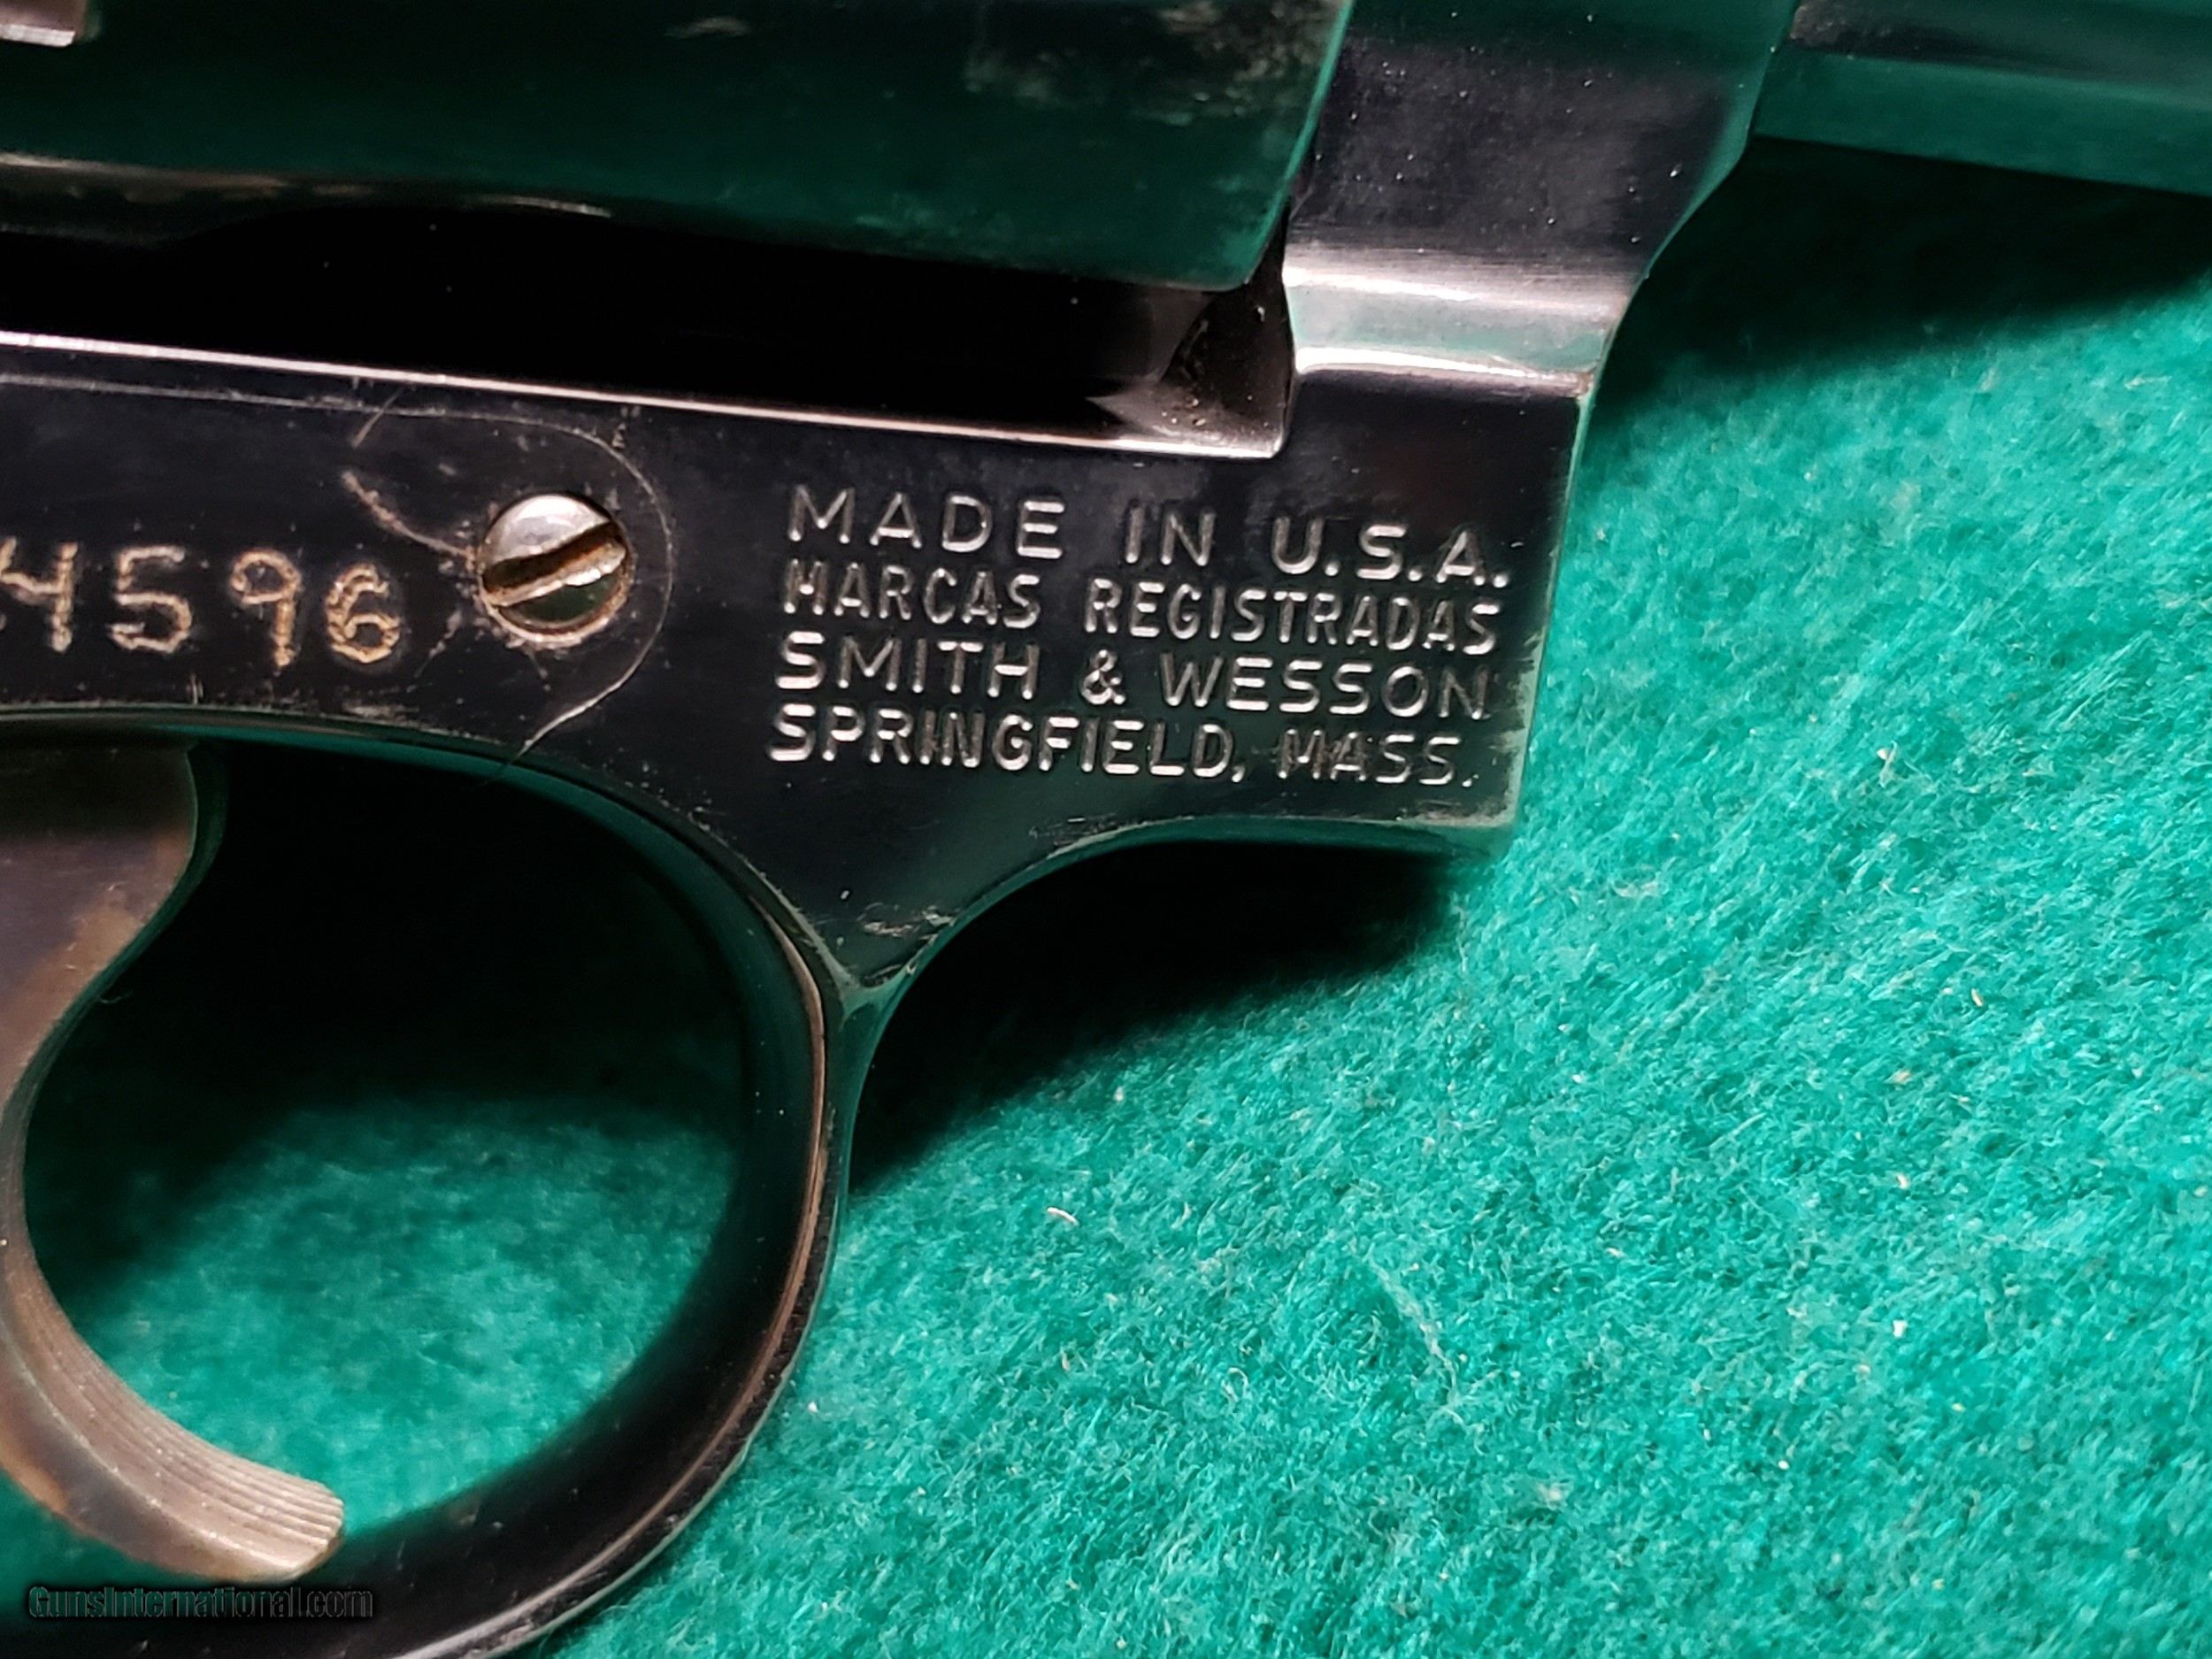 4596
MADE IN U.S.A.
MARCAS REGISTRADAS
SMITH & WESSON
SPRINGFIELD, MASS.
GunsInternational.com